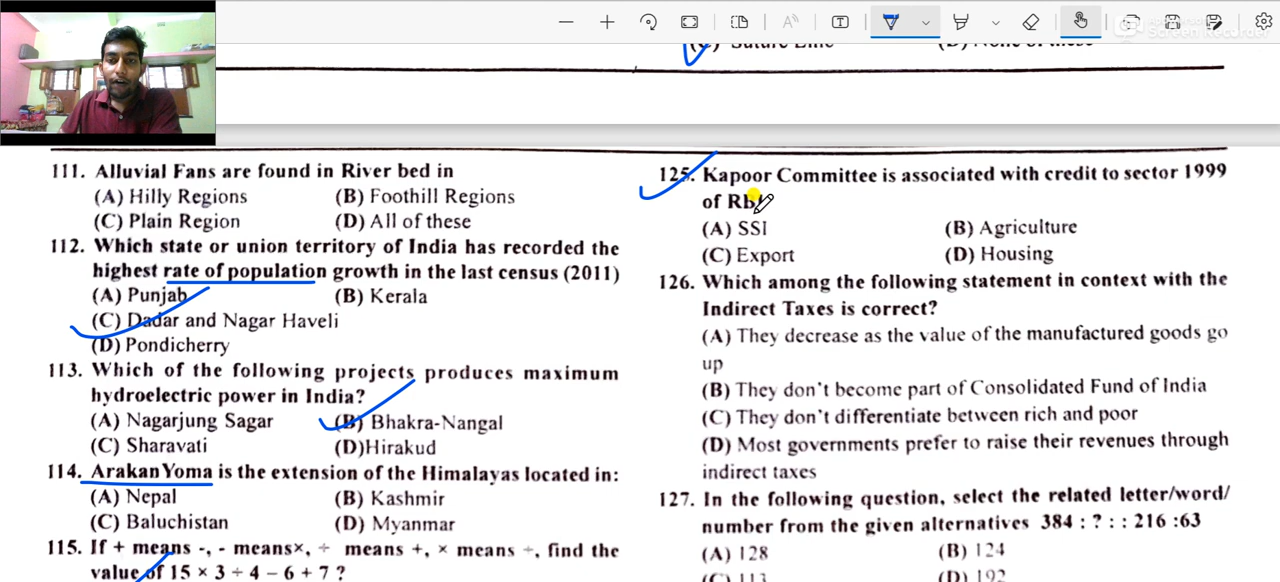 (C) Suture Line
(D) None of these
111. Alluvial Fans are found in River bed in
(A) Hilly Regions (B) Foothill Regions
(C) Plain Region (D) All of these
112. Which state or union territory of India has recorded the
highest rate of population growth in the last census (2011)
(A) Punjab (B) Kerala
(C) Dadar and Nagar Haveli
(D) Pondicherry
113. Which of the following projects produces maximum
hydroelectric power in India?
(A) Nagarjung Sagar (B) Bhakra-Nangal
(C) Sharavati (D)Hirakud
114. Arakan Yoma is the extension of the Himalayas located in:
(A) Nepal (B) Kashmir
(C) Baluchistan (D) Myanmar
115. If + means -, - means×, ÷ means +, × means ÷, find the
value of 15 × 3 ÷ 4 − 6 + 7 ?
125. Kapoor Committee is associated with credit to sector 1999
of RBI
(A) SSI (B) Agriculture
(C) Export (D) Housing
126. Which among the following statement in context with the
Indirect Taxes is correct?
(A) They decrease as the value of the manufactured goods go
up
(B) They don't become part of Consolidated Fund of India
(C) They don't differentiate between rich and poor
(D) Most governments prefer to raise their revenues through
indirect taxes
127. In the following question, select the related letter/word/
number from the given alternatives 384 : ? : : 216 :63
(A) 128 (B) 124
(C) 113 (D) 192